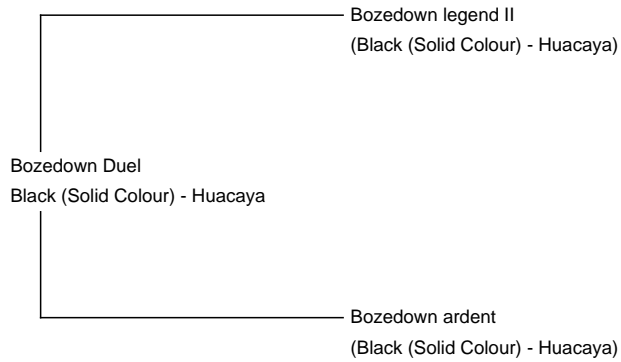 Bozedown legend II
(Black (Solid Colour) - Huacaya)
Bozedown Duel
Black (Solid Colour) - Huacaya
Bozedown ardent
(Black (Solid Colour) - Huacaya)